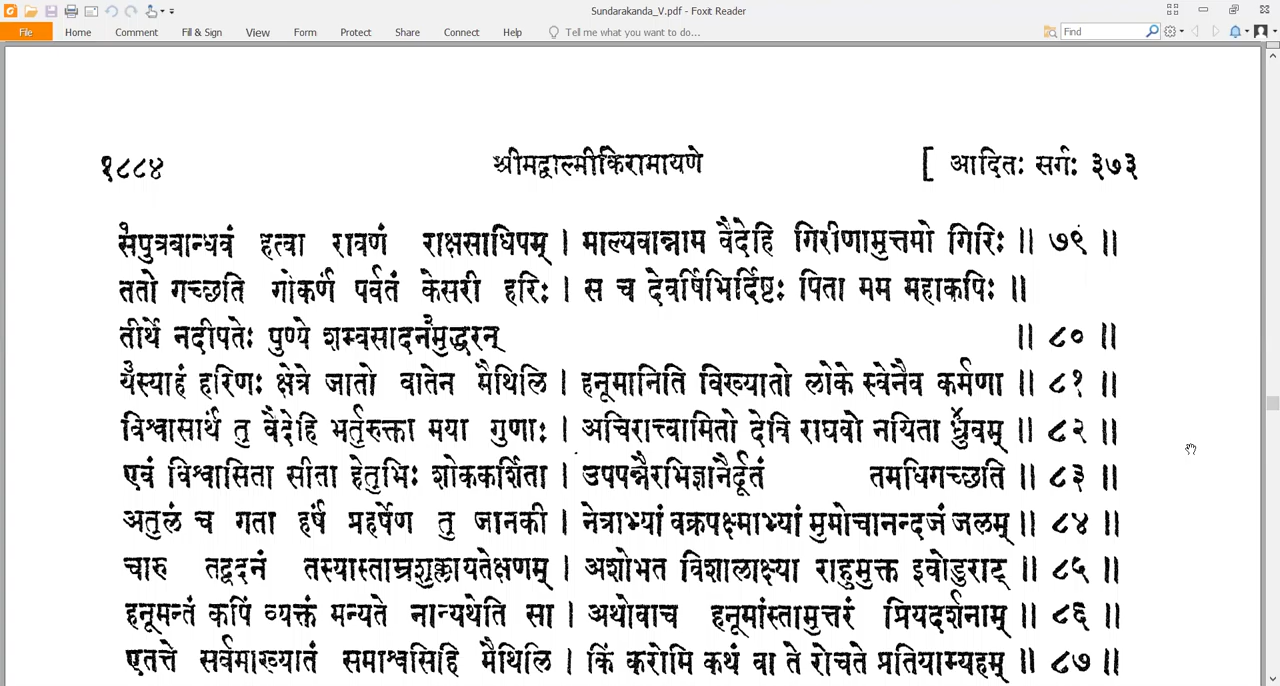 Sundarakanda_V.pdf - Foxit Reader
File Home Comment Fill & Sign View Form Protect Share Connect Help Tell me what you want to do... Find
१८८४ श्रीमद्वाल्मीकिरामायणे [ आदितः सर्गः ३७३
सपुत्रबान्धवं हत्वा रावणं राक्षसाधिपम् । माल्यवान्नाम वैदेहि गिरीणामुत्तमो गिरिः ॥ ७९ ॥
ततो गच्छति गोकर्णं पर्वतं केसरी हरिः । स च देवर्षिभिर्दिष्टः पिता मम महाकपिः ॥
तीर्थे नदीपतेः पुण्ये शम्बसादनमुद्धरन् ॥ ८० ॥
यस्याहं हरिणः क्षेत्रे जातो वातेन मैथिलि । हनूमानिति विख्यातो लोके स्वेनैव कर्मणा ॥ ८१ ॥
विश्वासार्थं तु वैदेहि भर्तुरुक्ता मया गुणाः । अचिरात्त्वामितो देवि राघवो नयिता ध्रुवम् ॥ ८२ ॥
एवं विश्वासिता सीता हेतुभिः शोककर्शिता । उपपन्नैरभिज्ञानैर्दूतं तमधिगच्छति ॥ ८३ ॥
अतुलं च गता हर्षं प्रहर्षेण तु जानकी । नेत्राभ्यां वक्रपक्ष्माभ्यां मुमोचानन्दजं जलम् ॥ ८४ ॥
चारु तद्वदनं तस्यास्ताम्रशुक्लायतेक्षणम् । अशोभत विशालाक्ष्या राहुमुक्त इवोडुराट् ॥ ८५ ॥
हनूमन्तं कपिं व्यक्तं मन्यते नान्यथेति सा । अथोवाच हनूमांस्तामुत्तरं प्रियदर्शनाम् ॥ ८६ ॥
एतत्ते सर्वमाख्यातं समाश्वसिहि मैथिलि । किं करोमि कथं वा ते रोचते प्रतियाम्यहम् ॥ ८७ ॥